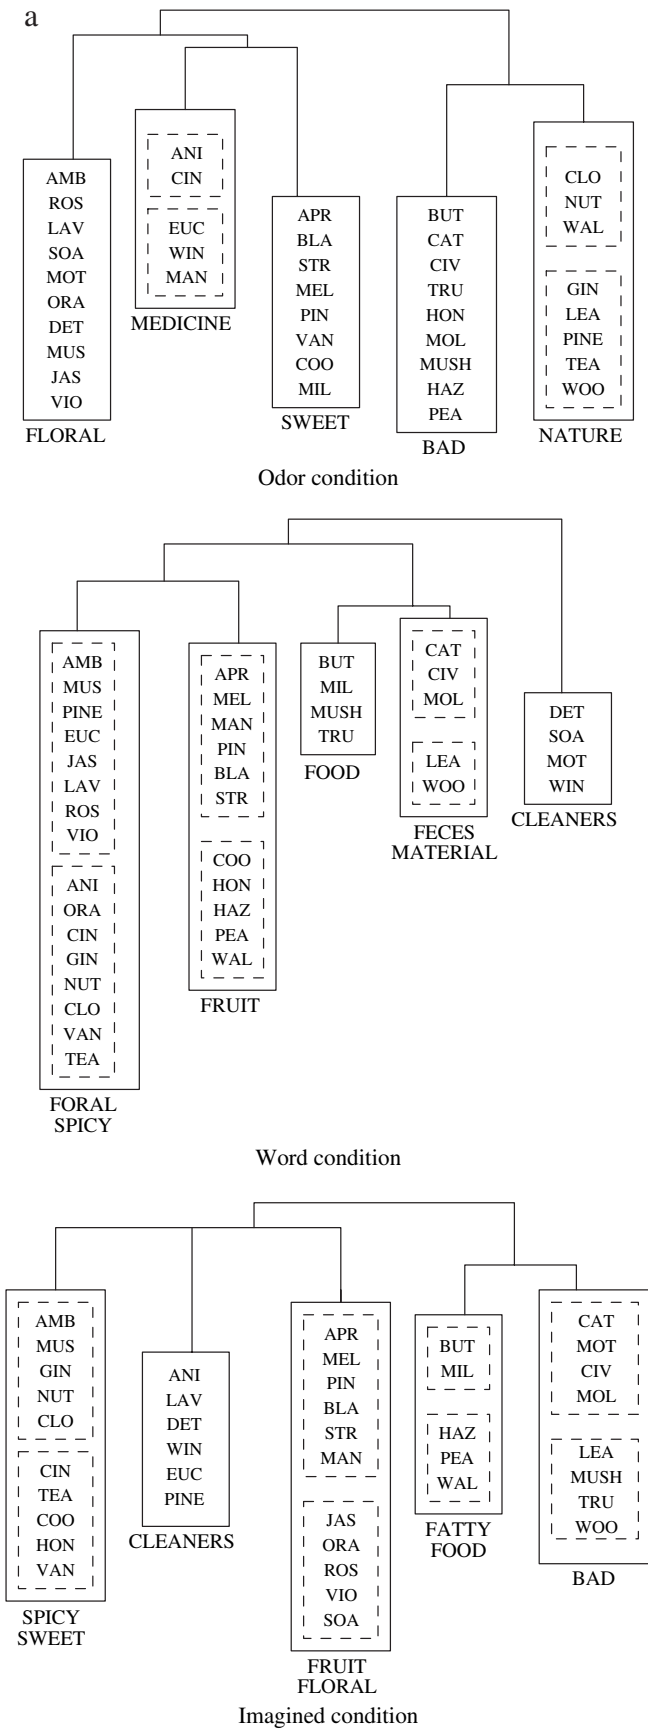 a
AMB
ROS
LAV
SOA
MOT
ORA
DET
MUS
JAS
VIO
FLORAL
ANI
CIN
EUC
WIN
MAN
MEDICINE
APR
BLA
STR
MEL
PIN
VAN
COO
MIL
SWEET
BUT
CAT
CIV
TRU
HON
MOL
MUSH
HAZ
PEA
BAD
CLO
NUT
WAL
GIN
LEA
PINE
TEA
WOO
NATURE
Odor condition
AMB
MUS
PINE
EUC
JAS
LAV
ROS
VIO
ANI
ORA
CIN
GIN
NUT
CLO
VAN
TEA
FORAL
SPICY
APR
MEL
MAN
PIN
BLA
STR
COO
HON
HAZ
PEA
WAL
FRUIT
BUT
MIL
MUSH
TRU
FOOD
CAT
CIV
MOL
LEA
WOO
FECES
MATERIAL
DET
SOA
MOT
WIN
CLEANERS
Word condition
AMB
MUS
GIN
NUT
CLO
CIN
TEA
COO
HON
VAN
SPICY
SWEET
ANI
LAV
DET
WIN
EUC
PINE
CLEANERS
APR
MEL
PIN
BLA
STR
MAN
JAS
ORA
ROS
VIO
SOA
FRUIT
FLORAL
BUT
MIL
HAZ
PEA
WAL
FATTY
FOOD
CAT
MOT
CIV
MOL
LEA
MUSH
TRU
WOO
BAD
Imagined condition